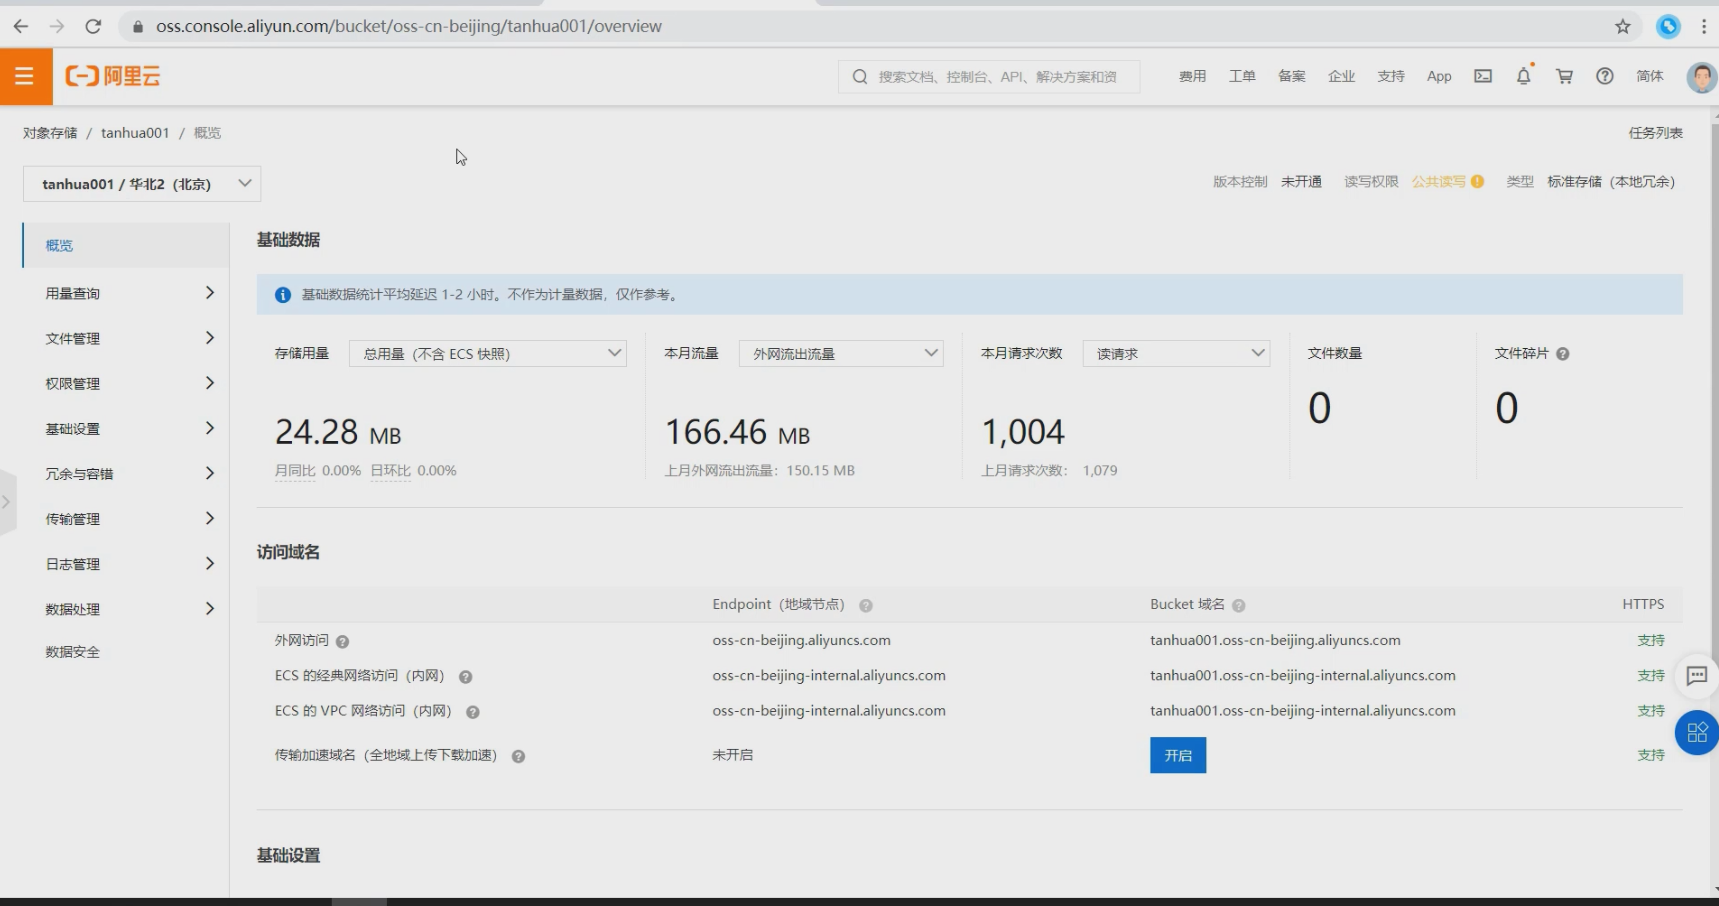 oss.console.aliyun.com/bucket/oss-cn-beijing/tanhua001/overview
阿里云
搜索文档、控制台、API、解决方案和资
费用 工单 备案 企业 支持 App 简体
对象存储 / tanhua001 / 概览
任务列表
tanhua001 / 华北2（北京）
版本控制 未开通 读写权限 公共读写 类型 标准存储（本地冗余）
概览
用量查询
文件管理
权限管理
基础设置
冗余与容错
传输管理
日志管理
数据处理
数据安全
基础数据
基础数据统计平均延迟 1-2 小时。不作为计量数据，仅作参考。
存储用量 总用量（不含 ECS 快照）
24.28 MB
月同比 0.00% 日环比 0.00%
本月流量 外网流出流量
166.46 MB
上月外网流出流量： 150.15 MB
本月请求次数 读请求
1,004
上月请求次数： 1,079
文件数量
0
文件碎片
0
访问域名
Endpoint（地域节点） Bucket 域名 HTTPS
外网访问 oss-cn-beijing.aliyuncs.com tanhua001.oss-cn-beijing.aliyuncs.com 支持
ECS 的经典网络访问（内网） oss-cn-beijing-internal.aliyuncs.com tanhua001.oss-cn-beijing-internal.aliyuncs.com 支持
ECS 的 VPC 网络访问（内网） oss-cn-beijing-internal.aliyuncs.com tanhua001.oss-cn-beijing-internal.aliyuncs.com 支持
传输加速域名（全地域上传下载加速） 未开启 开启 支持
基础设置